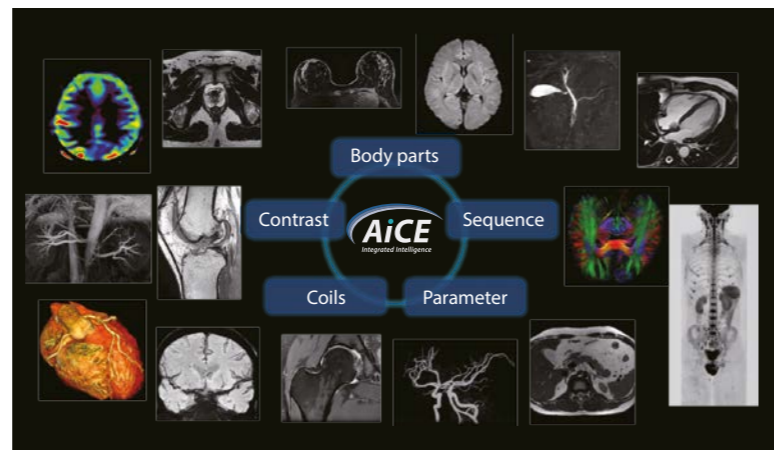 Body parts
Contrast
AiCE
Integrated Intelligence
Sequence
Coils
Parameter